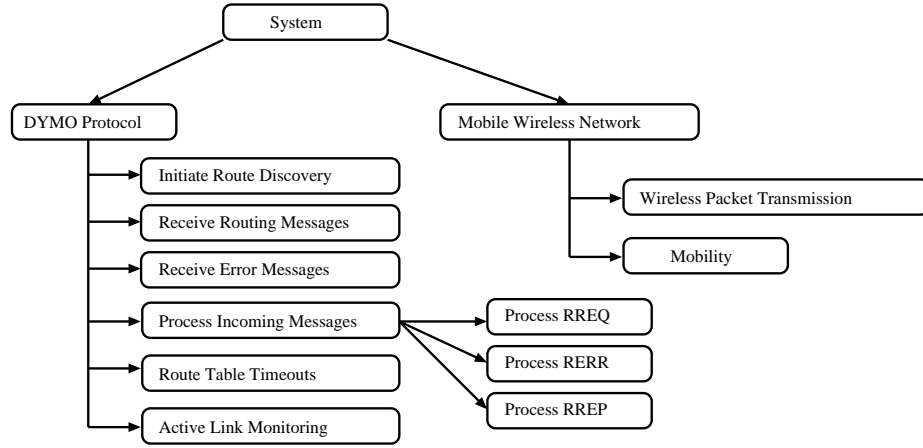 System
DYMO Protocol
Mobile Wireless Network
Initiate Route Discovery
Receive Routing Messages
Receive Error Messages
Process Incoming Messages
Route Table Timeouts
Active Link Monitoring
Process RREQ
Process RERR
Process RREP
Wireless Packet Transmission
Mobility